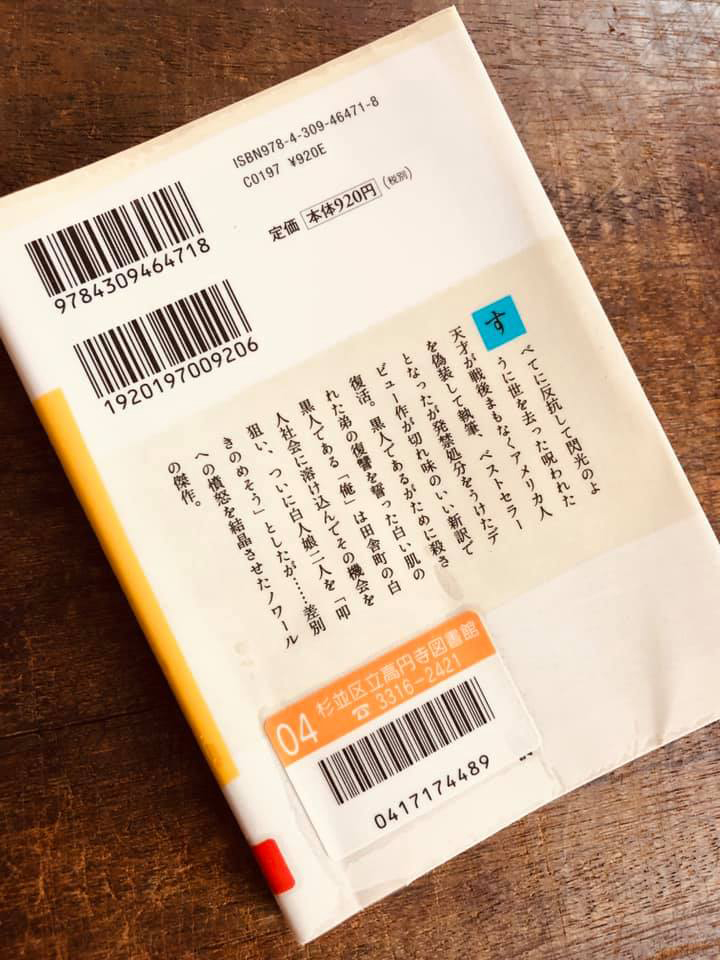 ISBN978-4-309-46471-8
C0197 ¥920E
定価 本体920円(税別)
9784309464718
1920197009206
す
べてに反抗して閃光のよ
うに世を去った呪われた
天才が戦後まもなくアメリカ人
を偽装して執筆、ベストセラー
となったが発禁処分をうけたデ
ビュー作が切れ味のいい新訳で
復活。黒人であるがために殺さ
れた弟の復讐を誓った白い肌の
黒人である「俺」は田舎町の白
人社会に溶け込んでその機会を
狙い、ついに白人娘二人を「叩
きのめそう」としたが……差別
への憤怒を結晶させたノワール
の傑作。
04 杉並区立高円寺図書館
☎ 3316-2421
0417174489